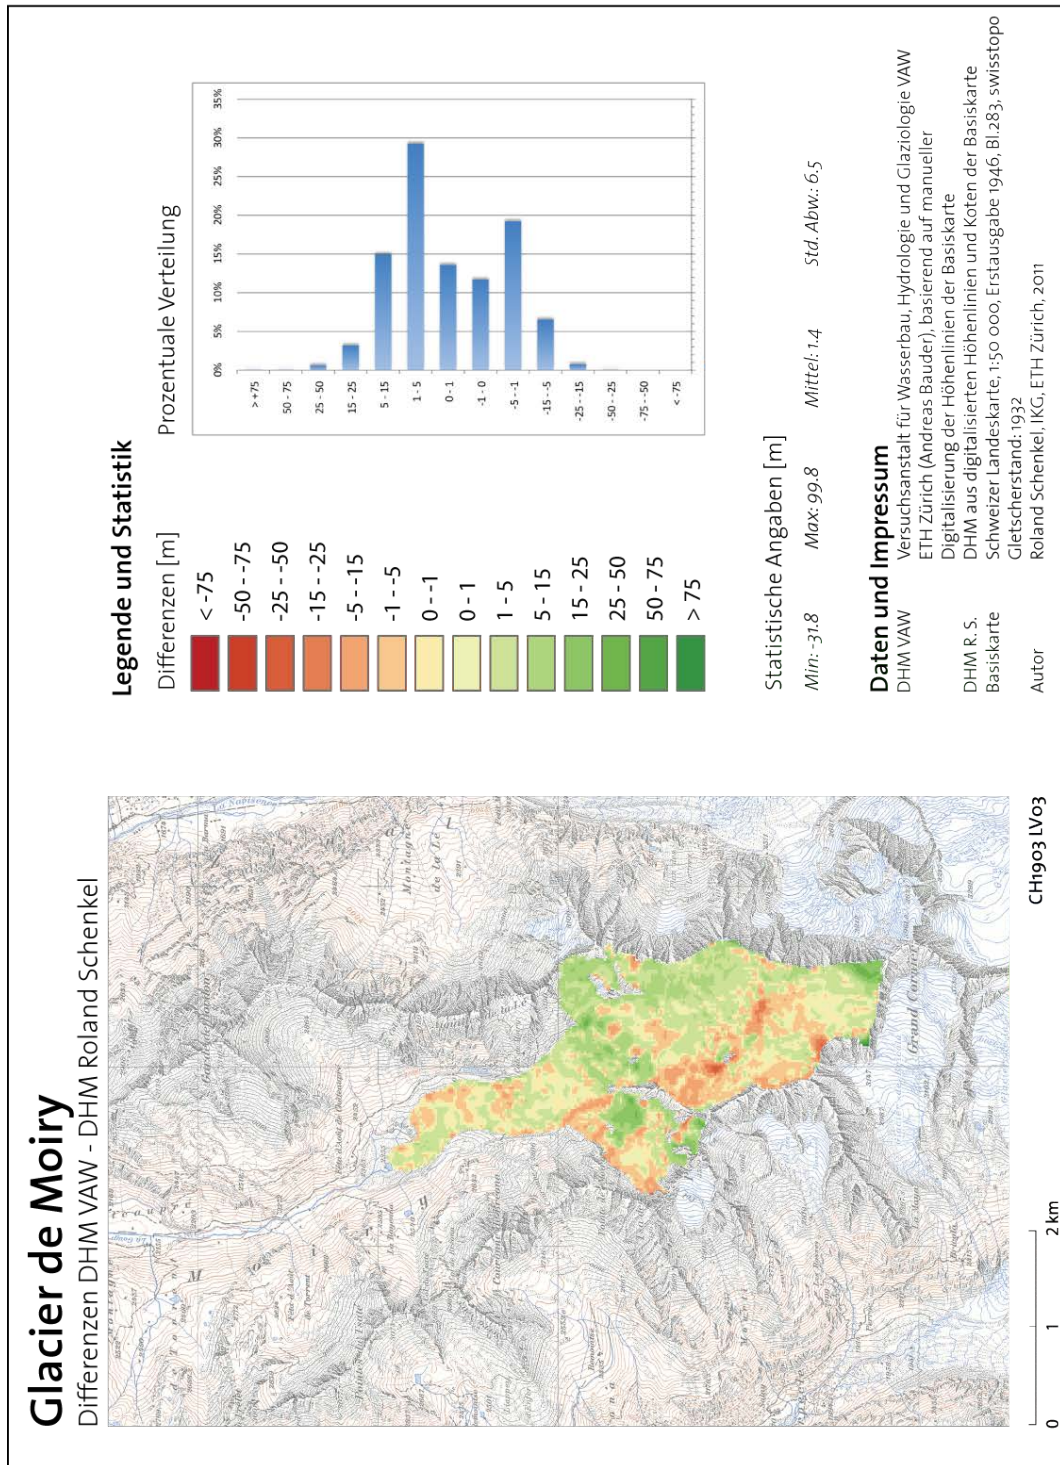 Glacier de Moiry
Differenzen DHM VAW - DHM Roland Schenkel
Legende und Statistik
Differenzen [m]
< -75
-50 - -75
-25 - -50
-15 - -25
-5 - -15
-1 - -5
0 - -1
0 - 1
1 - 5
5 - 15
15 - 25
25 - 50
50 - 75
> 75
Prozentuale Verteilung
0% 5% 10% 15% 20% 25% 30% 35%
> +75
50 - 75
25 - 50
15 - 25
5 - 15
1 - 5
0 - 1
-1 - 0
-5 - -1
-15 - -5
-25 - -15
-50 - -25
-75 - -50
< -75
Statistische Angaben [m]
Min: -31.8 Max: 99.8 Mittel: 1.4 Std. Abw.: 6.5
Daten und Impressum
DHM VAW Versuchsanstalt für Wasserbau, Hydrologie und Glaziologie VAW
ETH Zürich (Andreas Bauder), basierend auf manueller
Digitalisierung der Höhenlinien der Basiskarte
DHM R. S. DHM aus digitalisierten Höhenlinien und Koten der Basiskarte
Basiskarte Schweizer Landeskarte, 1:50 000, Erstausgabe 1946, Bl.283, swisstopo
Gletscherstand: 1932
Autor Roland Schenkel, IKG, ETH Zürich, 2011
Montagne
de la Lé
Grand Cornier
0 1 2 km
CH1903 LV03